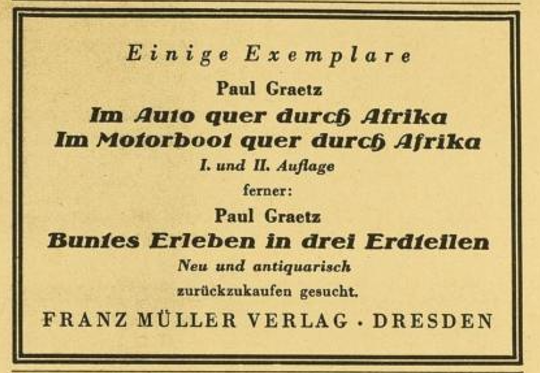 Einige Exemplare
Paul Graetz
Im Auto quer durch Afrika
Im Motorboot quer durch Afrika
I. und II. Auflage
ferner:
Paul Graetz
Buntes Erleben in drei Erdteilen
Neu und antiquarisch
zurückzukaufen gesucht.
FRANZ MÜLLER VERLAG · DRESDEN